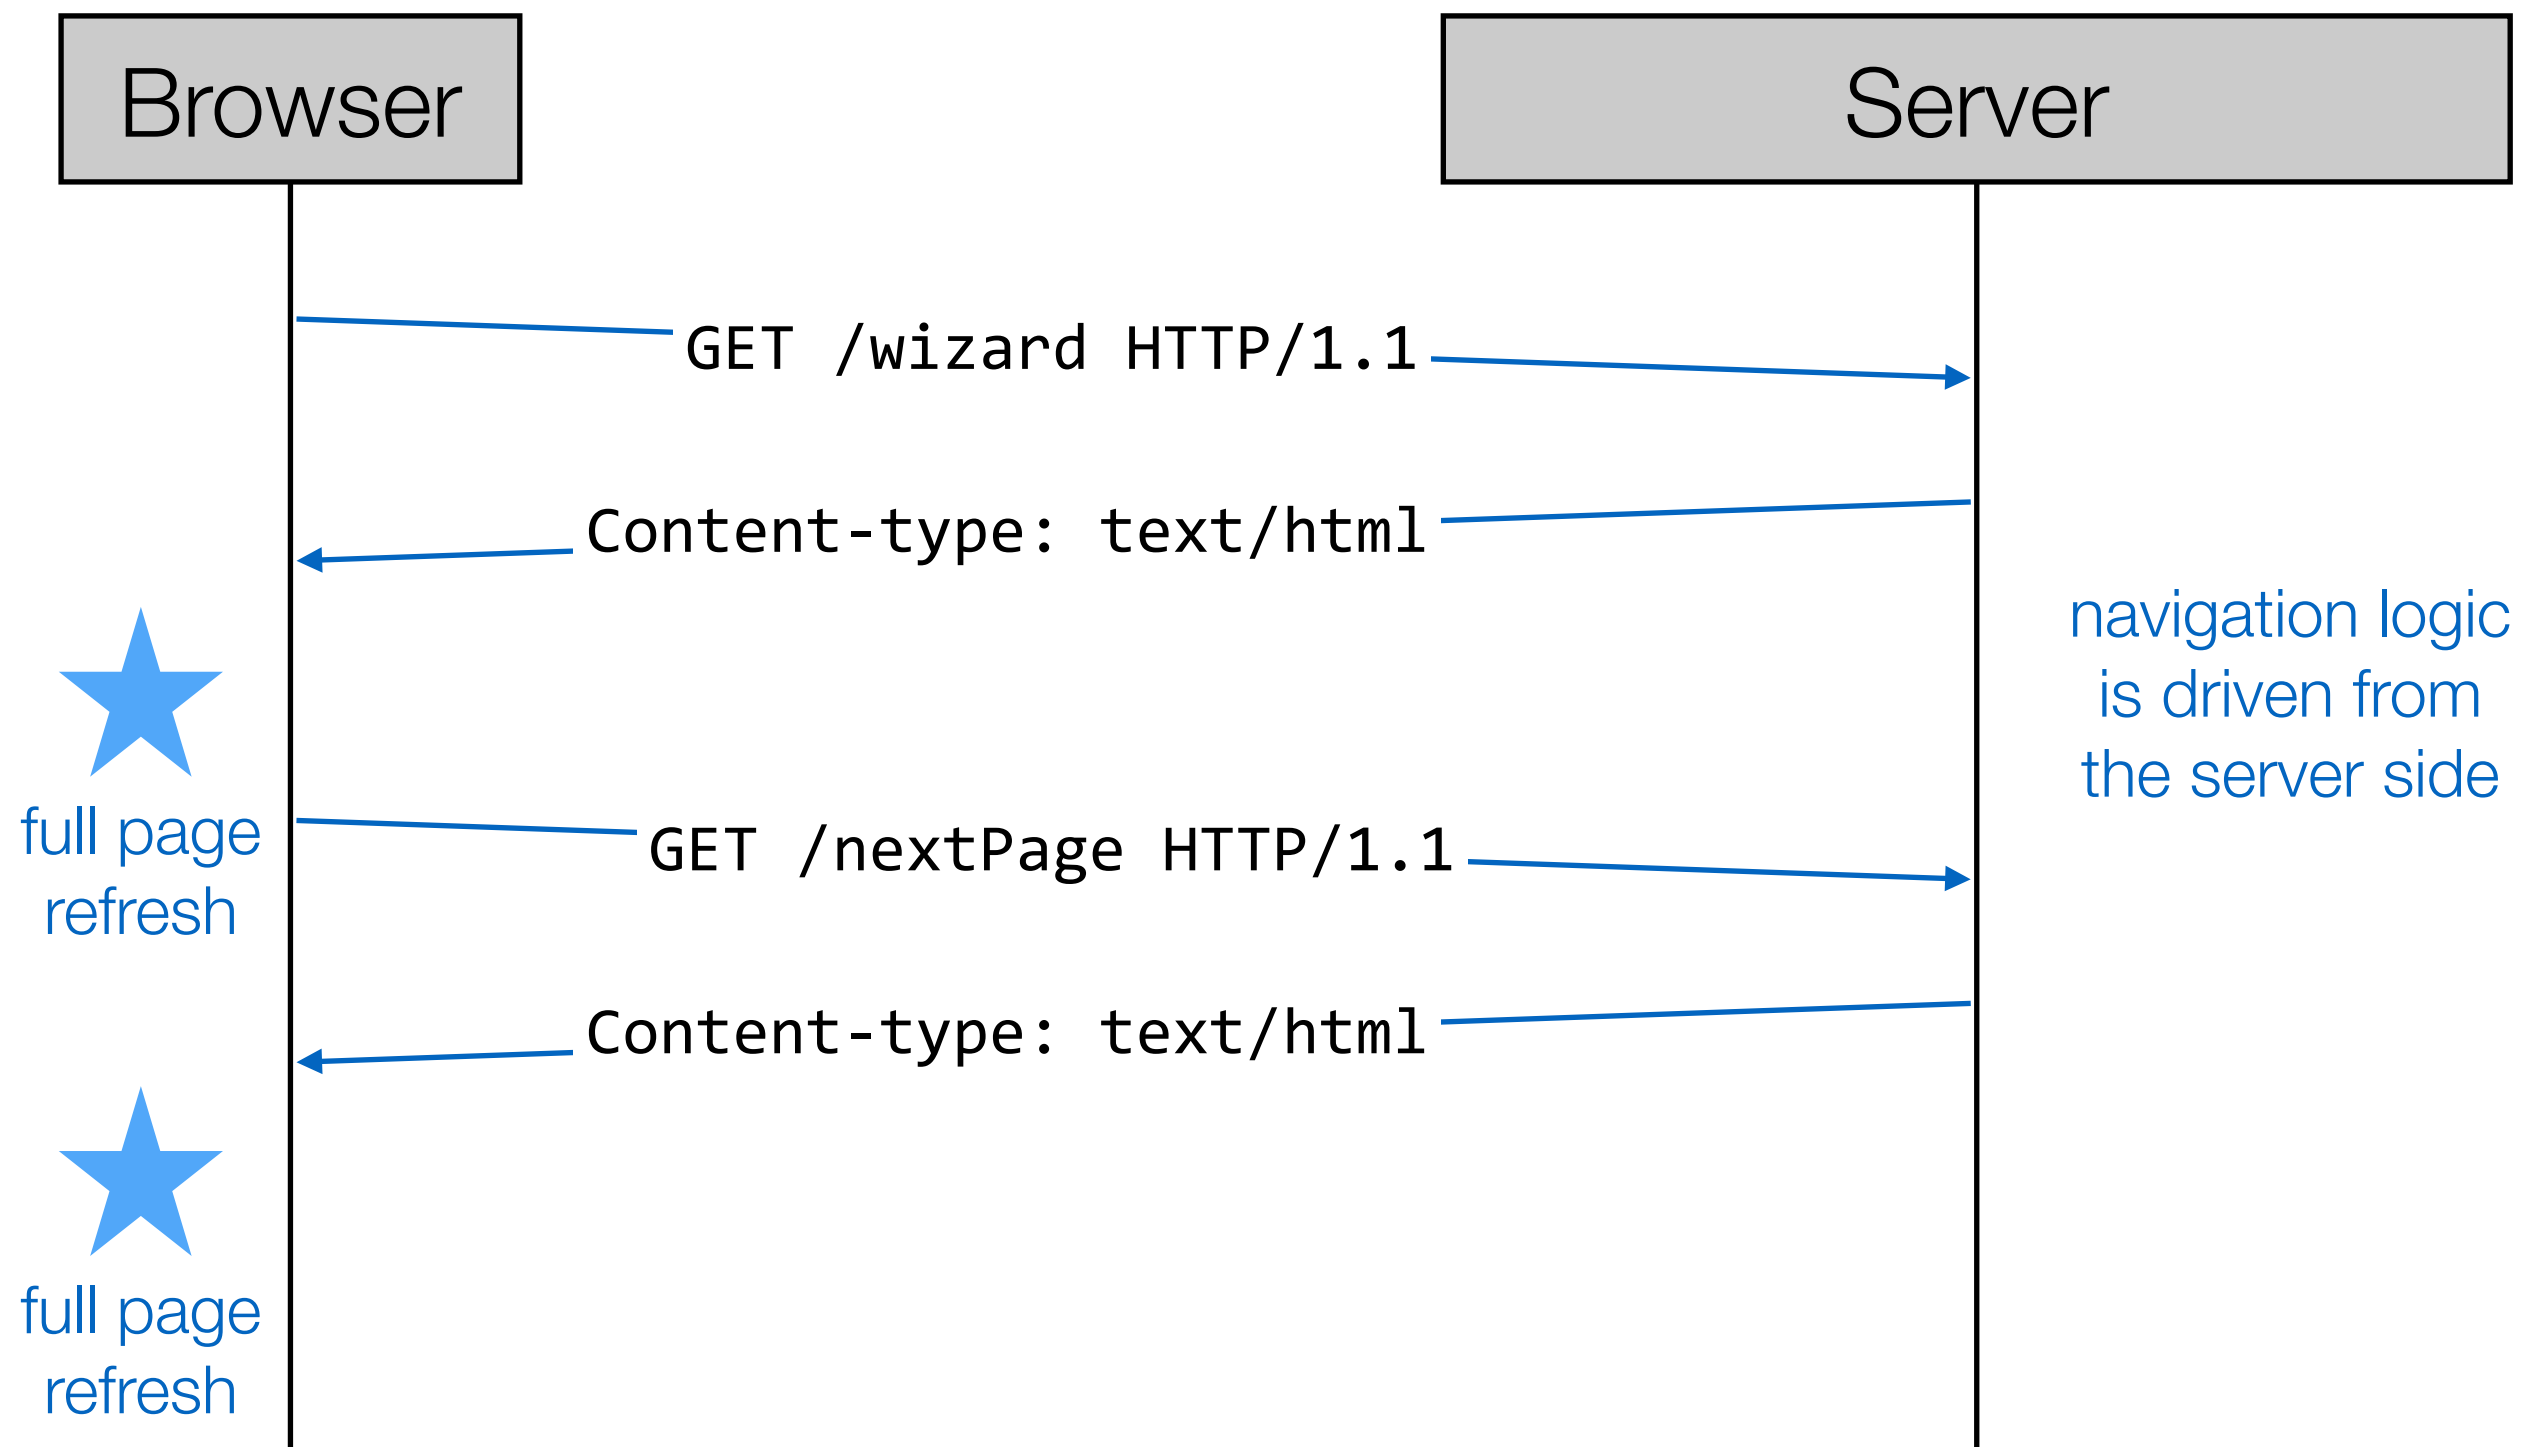 Browser
Server
GET /wizard HTTP/1.1
Content-type: text/html
navigation logic
is driven from
the server side
full page
refresh
GET /nextPage HTTP/1.1
Content-type: text/html
full page
refresh